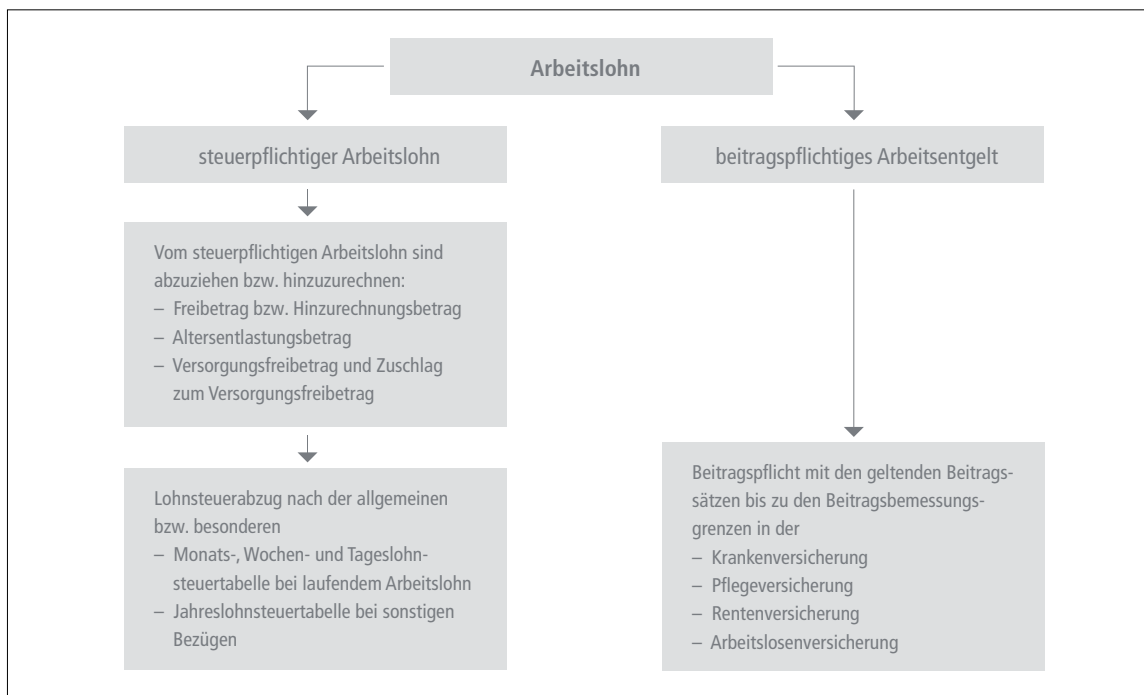 Arbeitslohn
steuerpflichtiger Arbeitslohn
Vom steuerpflichtigen Arbeitslohn sind
abzuziehen bzw. hinzuzurechnen:
– Freibetrag bzw. Hinzurechnungsbetrag
– Altersentlastungsbetrag
– Versorgungsfreibetrag und Zuschlag
zum Versorgungsfreibetrag
Lohnsteuerabzug nach der allgemeinen
bzw. besonderen
– Monats-, Wochen- und Tageslohn-
steuertabelle bei laufendem Arbeitslohn
– Jahreslohnsteuertabelle bei sonstigen
Bezügen
beitragspflichtiges Arbeitsentgelt
Beitragspflicht mit den geltenden Beitrags-
sätzen bis zu den Beitragsbemessungs-
grenzen in der
– Krankenversicherung
– Pflegeversicherung
– Rentenversicherung
– Arbeitslosenversicherung